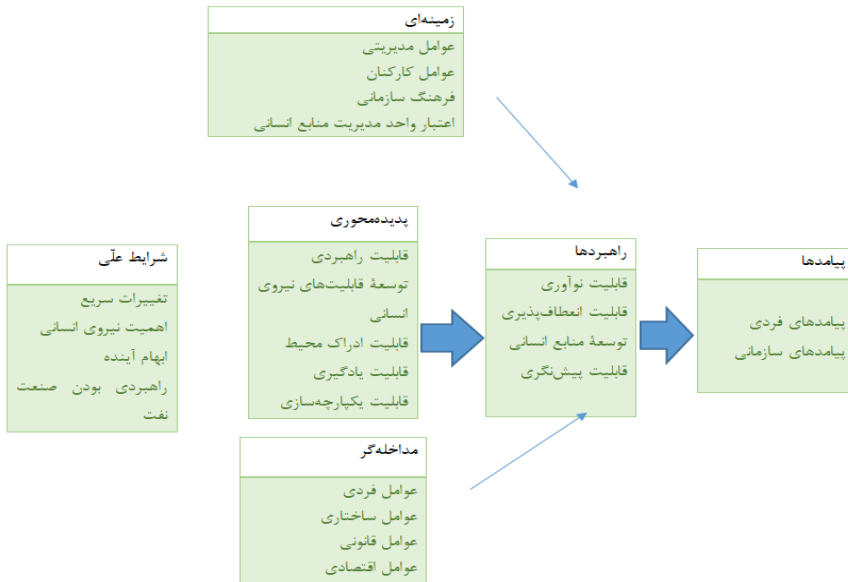 زمینه‌ای
عوامل مدیریتی
عوامل کارکنان
فرهنگ سازمانی
اعتبار واحد مدیریت منابع انسانی
شرایط علّی
تغییرات سریع
اهمیت نیروی انسانی
ابهام آینده
راهبردی بودن صنعت
نفت
پدیده‌محوری
قابلیت راهبردی
توسعهٔ قابلیت‌های نیروی
انسانی
قابلیت ادراک محیط
قابلیت یادگیری
قابلیت یکپارچه‌سازی
راهبردها
قابلیت نوآوری
قابلیت انعطاف‌پذیری
توسعهٔ منابع انسانی
قابلیت پیش‌نگری
پیامدها
پیامدهای فردی
پیامدهای سازمانی
مداخله‌گر
عوامل فردی
عوامل ساختاری
عوامل قانونی
عوامل اقتصادی